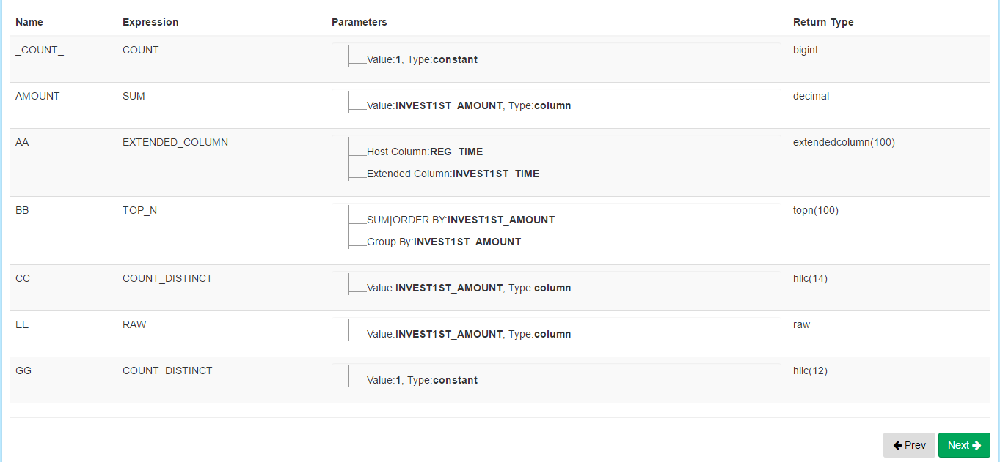 Name Expression Parameters Return Type
_COUNT_ COUNT Value:1, Type:constant bigint
AMOUNT SUM Value:INVEST1ST_AMOUNT, Type:column decimal
AA EXTENDED_COLUMN Host Column:REG_TIME extendedcolumn(100)
Extended Column:INVEST1ST_TIME
BB TOP_N SUM|ORDER BY:INVEST1ST_AMOUNT topn(100)
Group By:INVEST1ST_AMOUNT
CC COUNT_DISTINCT Value:INVEST1ST_AMOUNT, Type:column hllc(14)
EE RAW Value:INVEST1ST_AMOUNT, Type:column raw
GG COUNT_DISTINCT Value:1, Type:constant hllc(12)
Prev Next